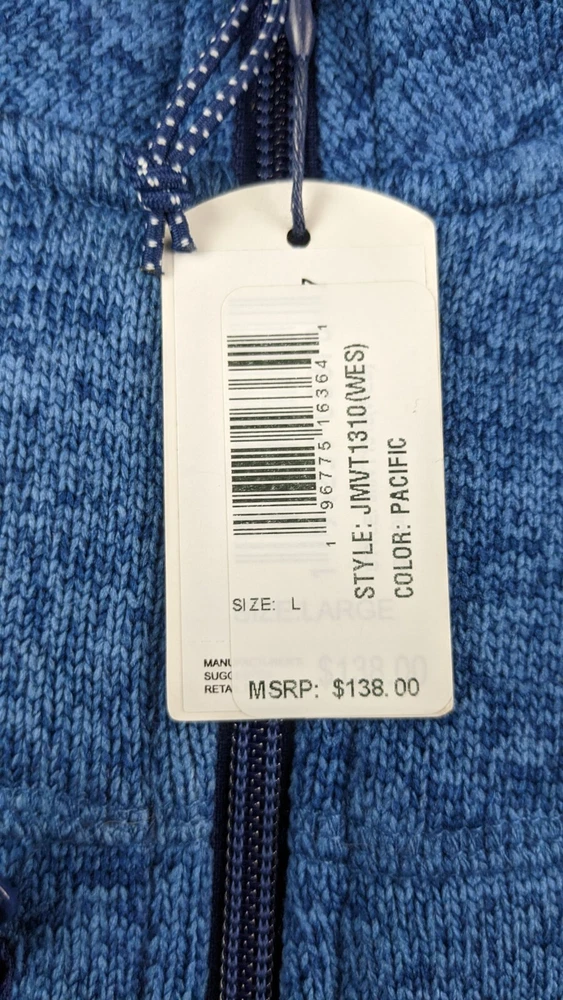 1 96775 16364 1
STYLE: JMVT1310(WES)
COLOR: PACIFIC
SIZE: L
LARGE
$138.00
MANU
SUGG
RETA
MSRP: $138.00